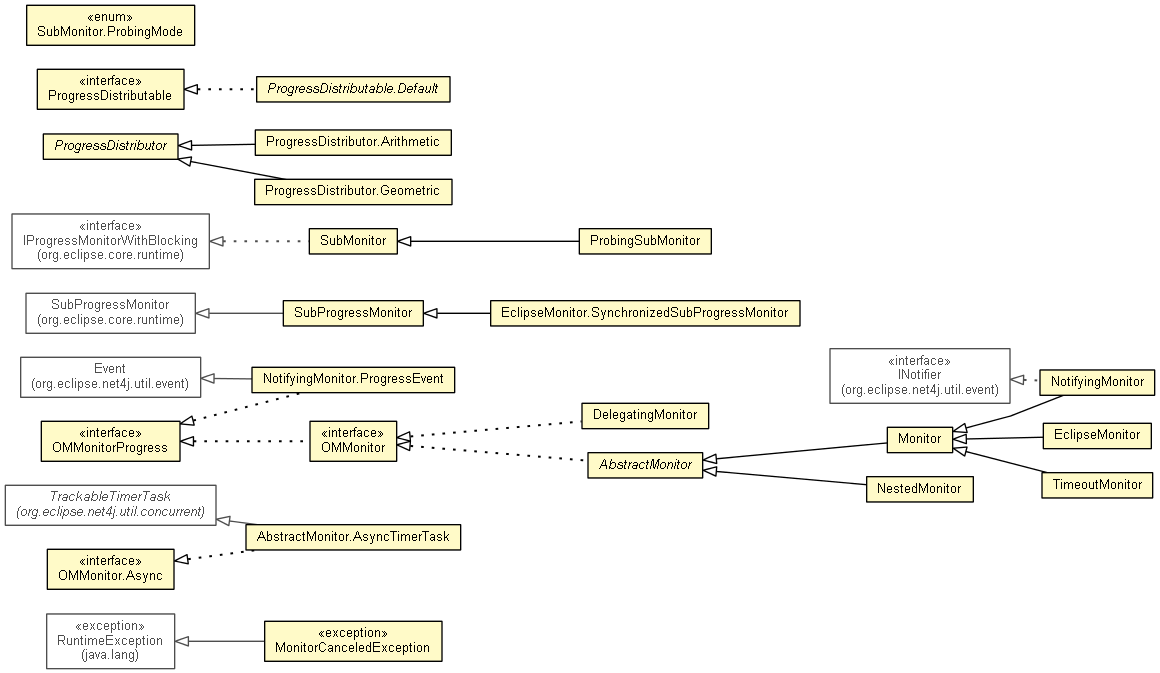 «enum»
SubMonitor.ProbingMode
«interface»
ProgressDistributable
ProgressDistributable.Default
ProgressDistributor
ProgressDistributor.Arithmetic
ProgressDistributor.Geometric
«interface»
IProgressMonitorWithBlocking
(org.eclipse.core.runtime)
SubMonitor
ProbingSubMonitor
SubProgressMonitor
(org.eclipse.core.runtime)
SubProgressMonitor
EclipseMonitor.SynchronizedSubProgressMonitor
Event
(org.eclipse.net4j.util.event)
NotifyingMonitor.ProgressEvent
«interface»
INotifier
(org.eclipse.net4j.util.event)
NotifyingMonitor
«interface»
OMMonitorProgress
«interface»
OMMonitor
DelegatingMonitor
AbstractMonitor
Monitor
EclipseMonitor
NestedMonitor
TimeoutMonitor
TrackableTimerTask
(org.eclipse.net4j.util.concurrent)
AbstractMonitor.AsyncTimerTask
«interface»
OMMonitor.Async
«exception»
RuntimeException
(java.lang)
«exception»
MonitorCanceledException